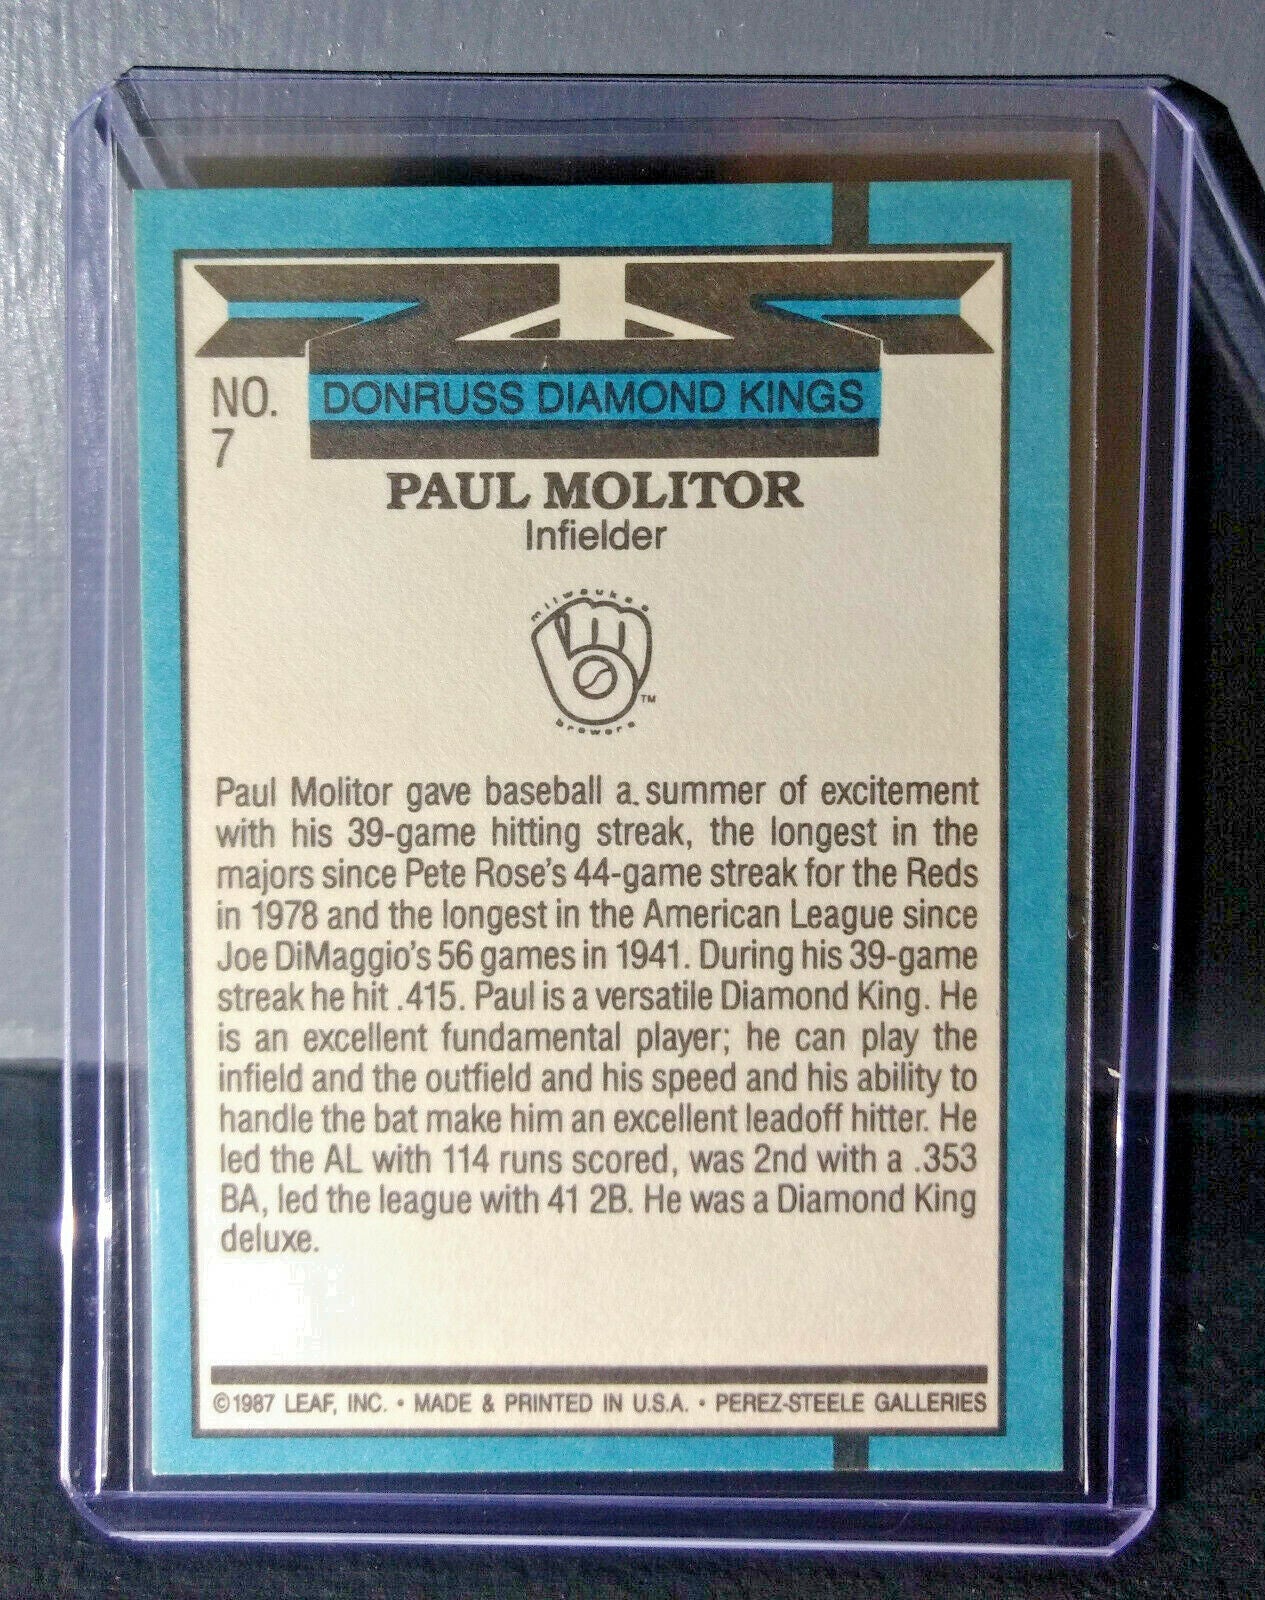 NO.
7
DONRUSS DIAMOND KINGS
PAUL MOLITOR
Infielder
milwaukee
TM
brewers
Paul Molitor gave baseball a summer of excitement
with his 39-game hitting streak, the longest in the
majors since Pete Rose's 44-game streak for the Reds
in 1978 and the longest in the American League since
Joe DiMaggio's 56 games in 1941. During his 39-game
streak he hit .415. Paul is a versatile Diamond King. He
is an excellent fundamental player; he can play the
infield and the outfield and his speed and his ability to
handle the bat make him an excellent leadoff hitter. He
led the AL with 114 runs scored, was 2nd with a .353
BA, led the league with 41 2B. He was a Diamond King
deluxe.
©1987 LEAF, INC. • MADE & PRINTED IN U.S.A. • PEREZ-STEELE GALLERIES